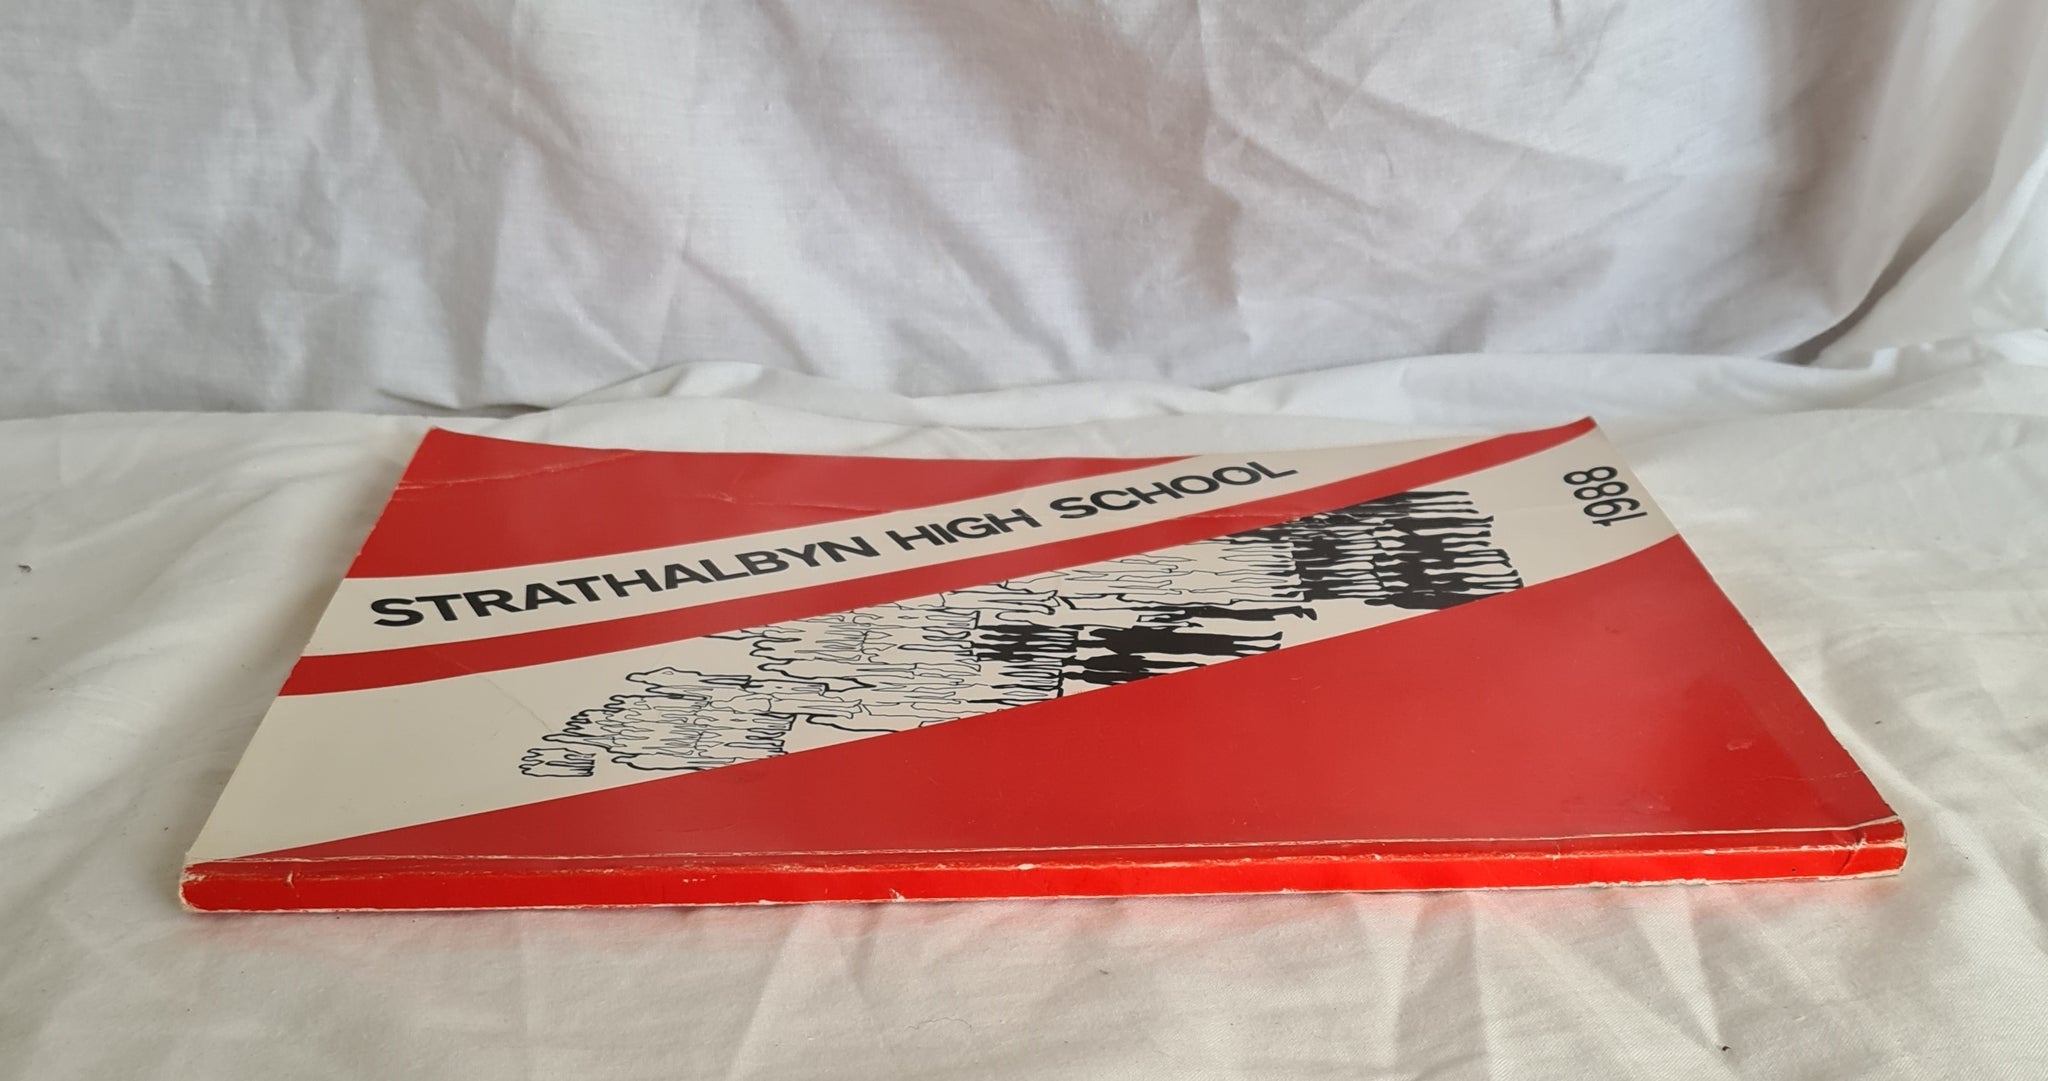 STRATHALBYN HIGH SCHOOL
1988